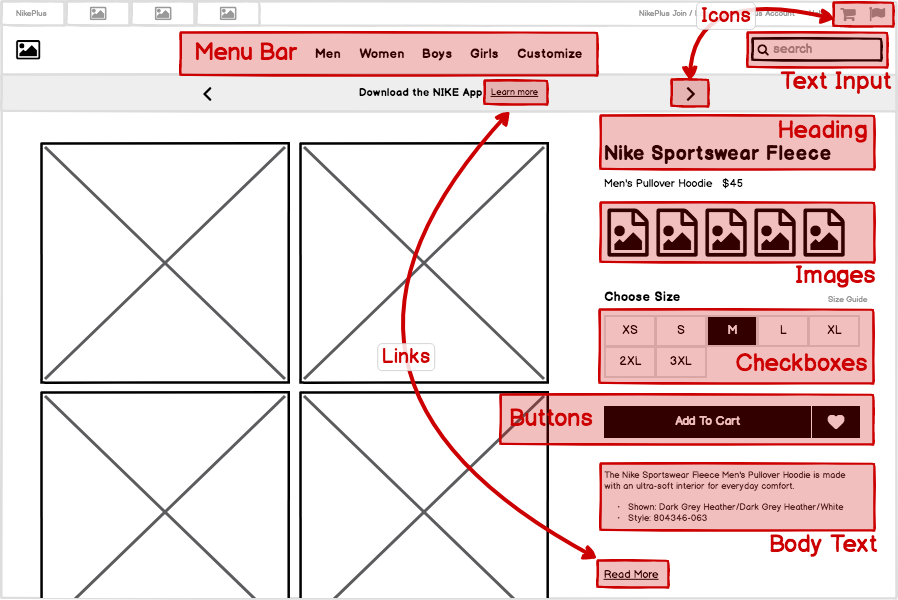 NikePlus
NikePlus Join /
Account
Icons
Menu Bar Men Women Boys Girls Customize
search
Text Input
Download the NIKE App Learn more
Heading
Nike Sportswear Fleece
Men's Pullover Hoodie $45
Images
Choose Size Size Guide
XS S M L XL
2XL 3XL Checkboxes
Links
Buttons Add To Cart
The Nike Sportswear Fleece Men's Pullover Hoodie is made
with an ultra-soft interior for everyday comfort.
· Shown: Dark Grey Heather/Dark Grey Heather/White
· Style: 804346-063
Body Text
Read More